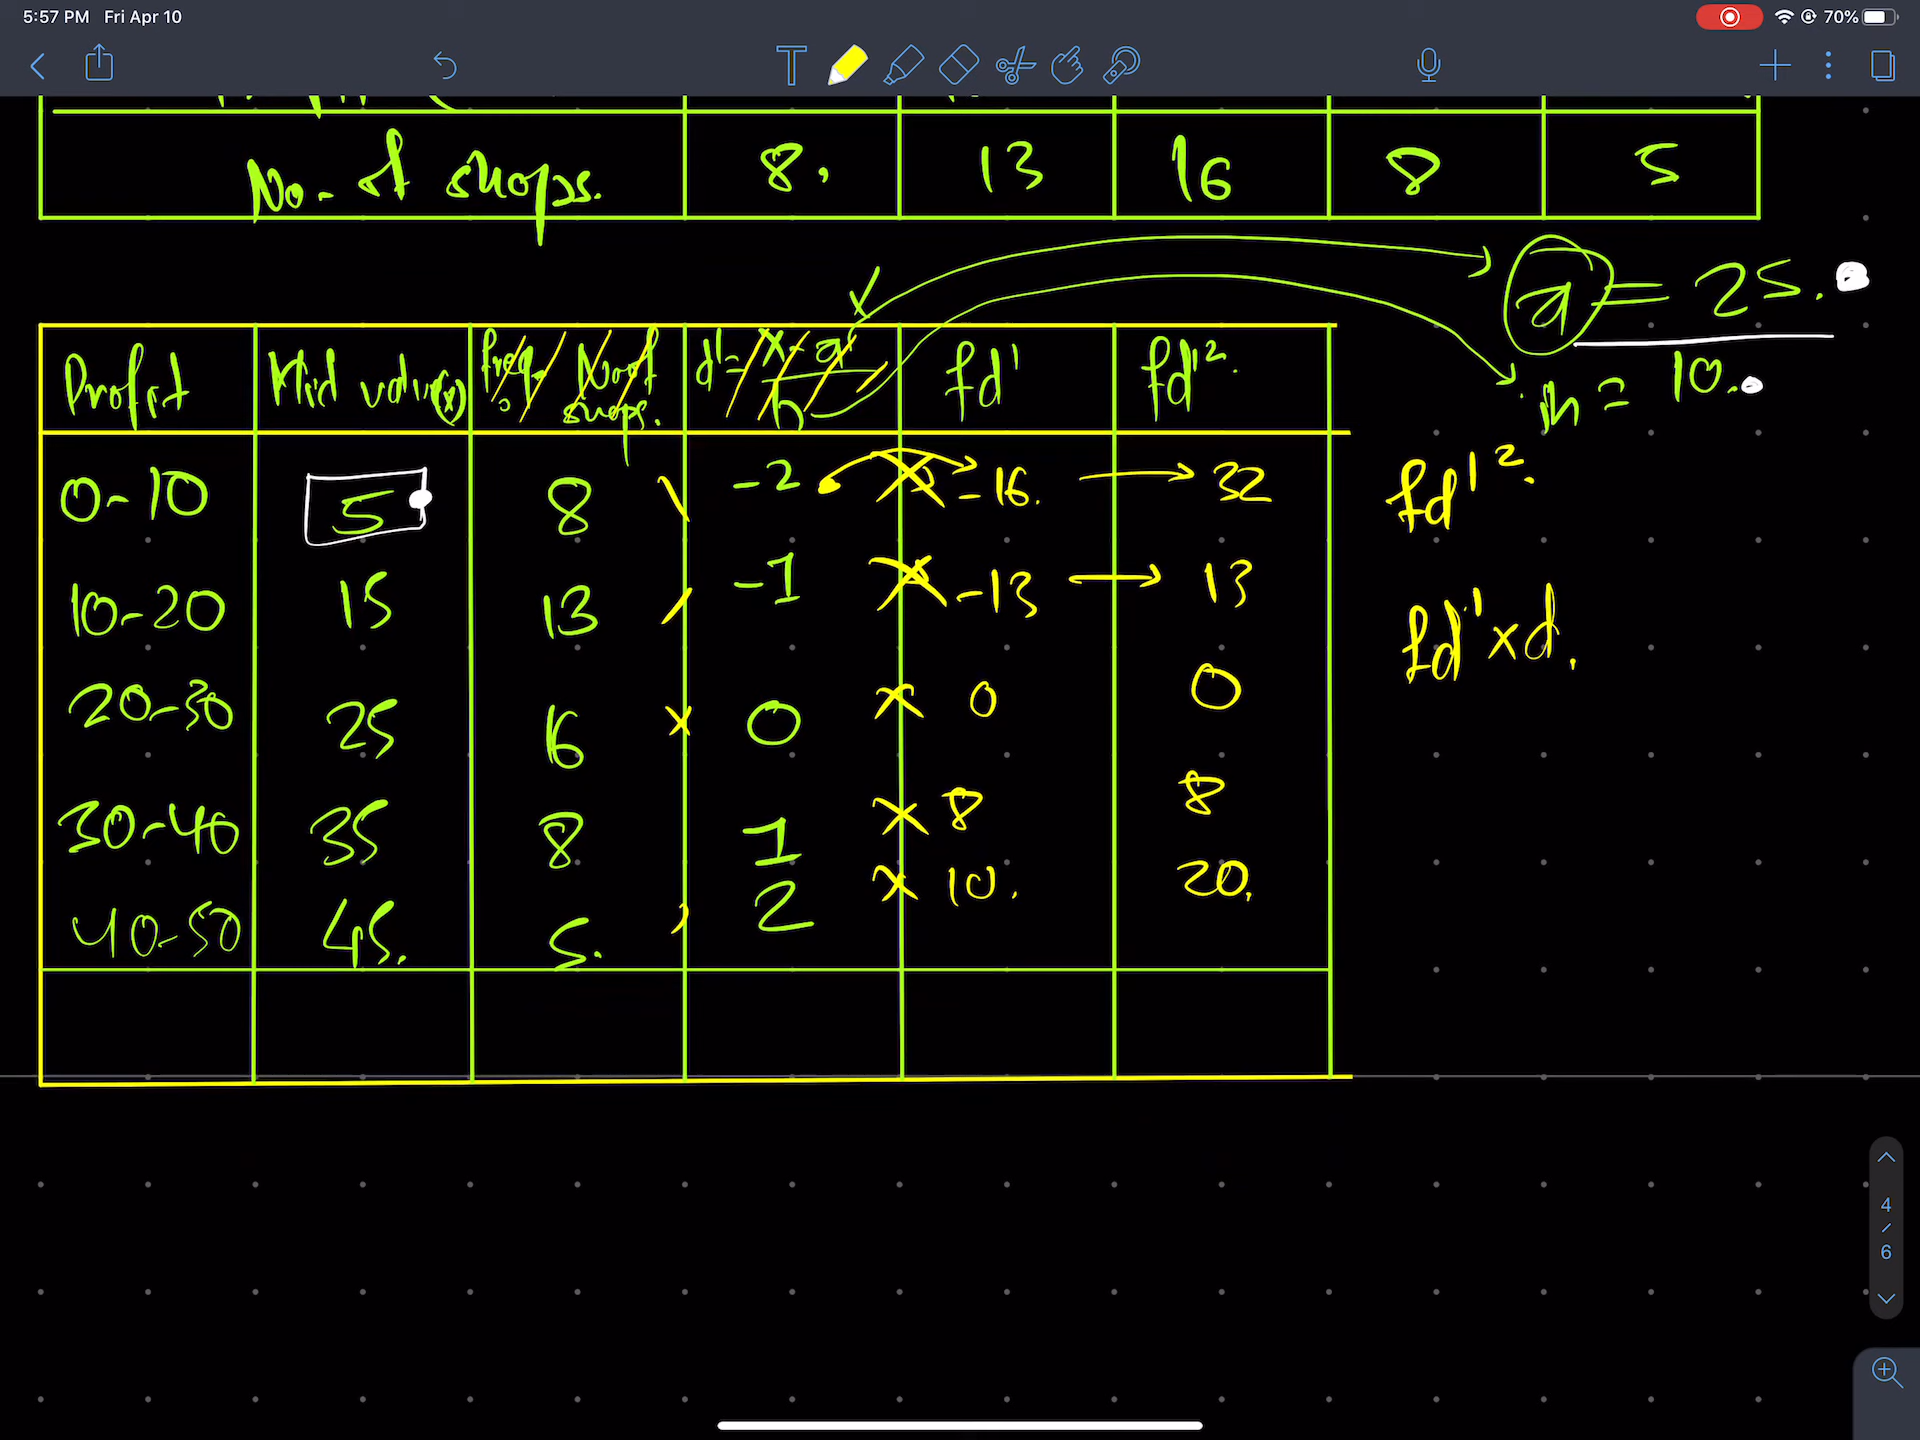 5:57 PM Fri Apr 10
70%
No. of shops. 8, 13 16 8 5
a = 25.
h = 10.
Profit Mid value(x) freq. No of shops. d' = x - a / h fd' fd'².
0-10 5 8 -2 × -16. → 32
10-20 15 13 -1 × -13 → 13
20-30 25 16 0 × 0 0
30-40 35 8 1 × 8 8
40-50 45. 5. 2 × 10. 20.
fd'².
fd' × d.
4
/
6